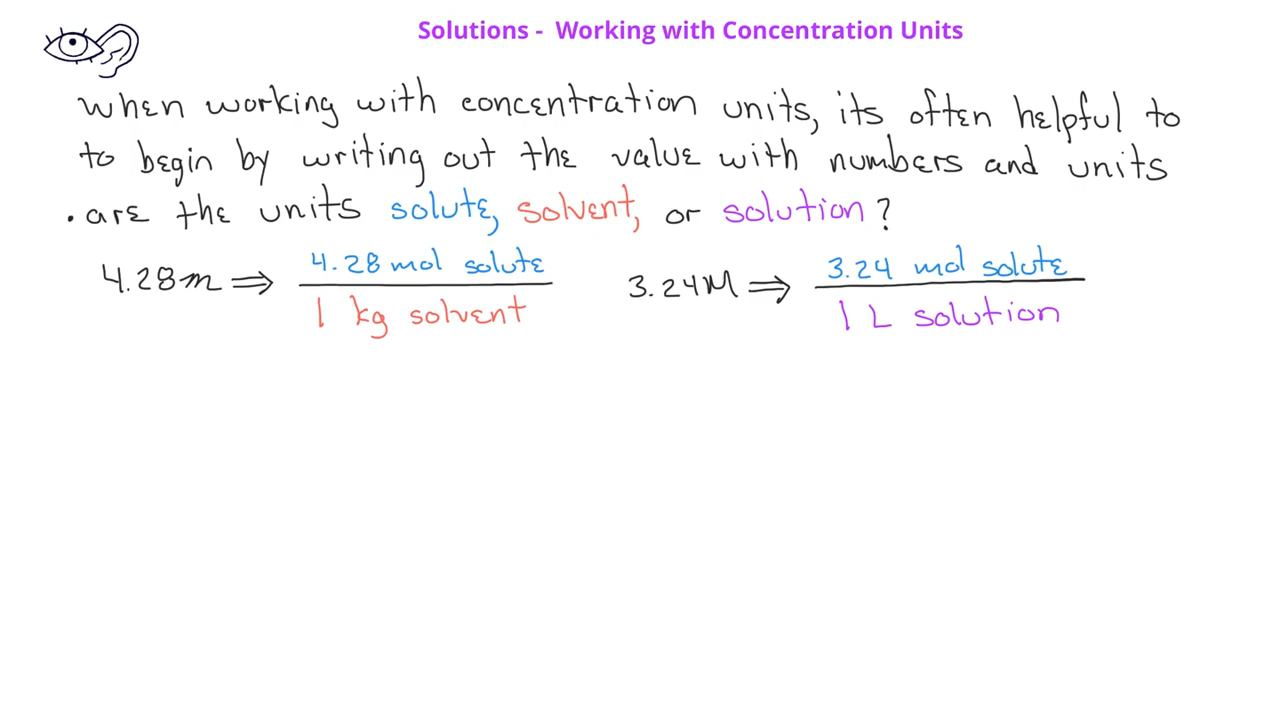 Solutions - Working with Concentration Units
When working with concentration units, its often helpful to
to begin by writing out the value with numbers and units
• are the units solute, solvent, or solution?
4.28m ⇒ 4.28 mol solute / 1 kg solvent
3.24M ⇒ 3.24 mol solute / 1 L solution